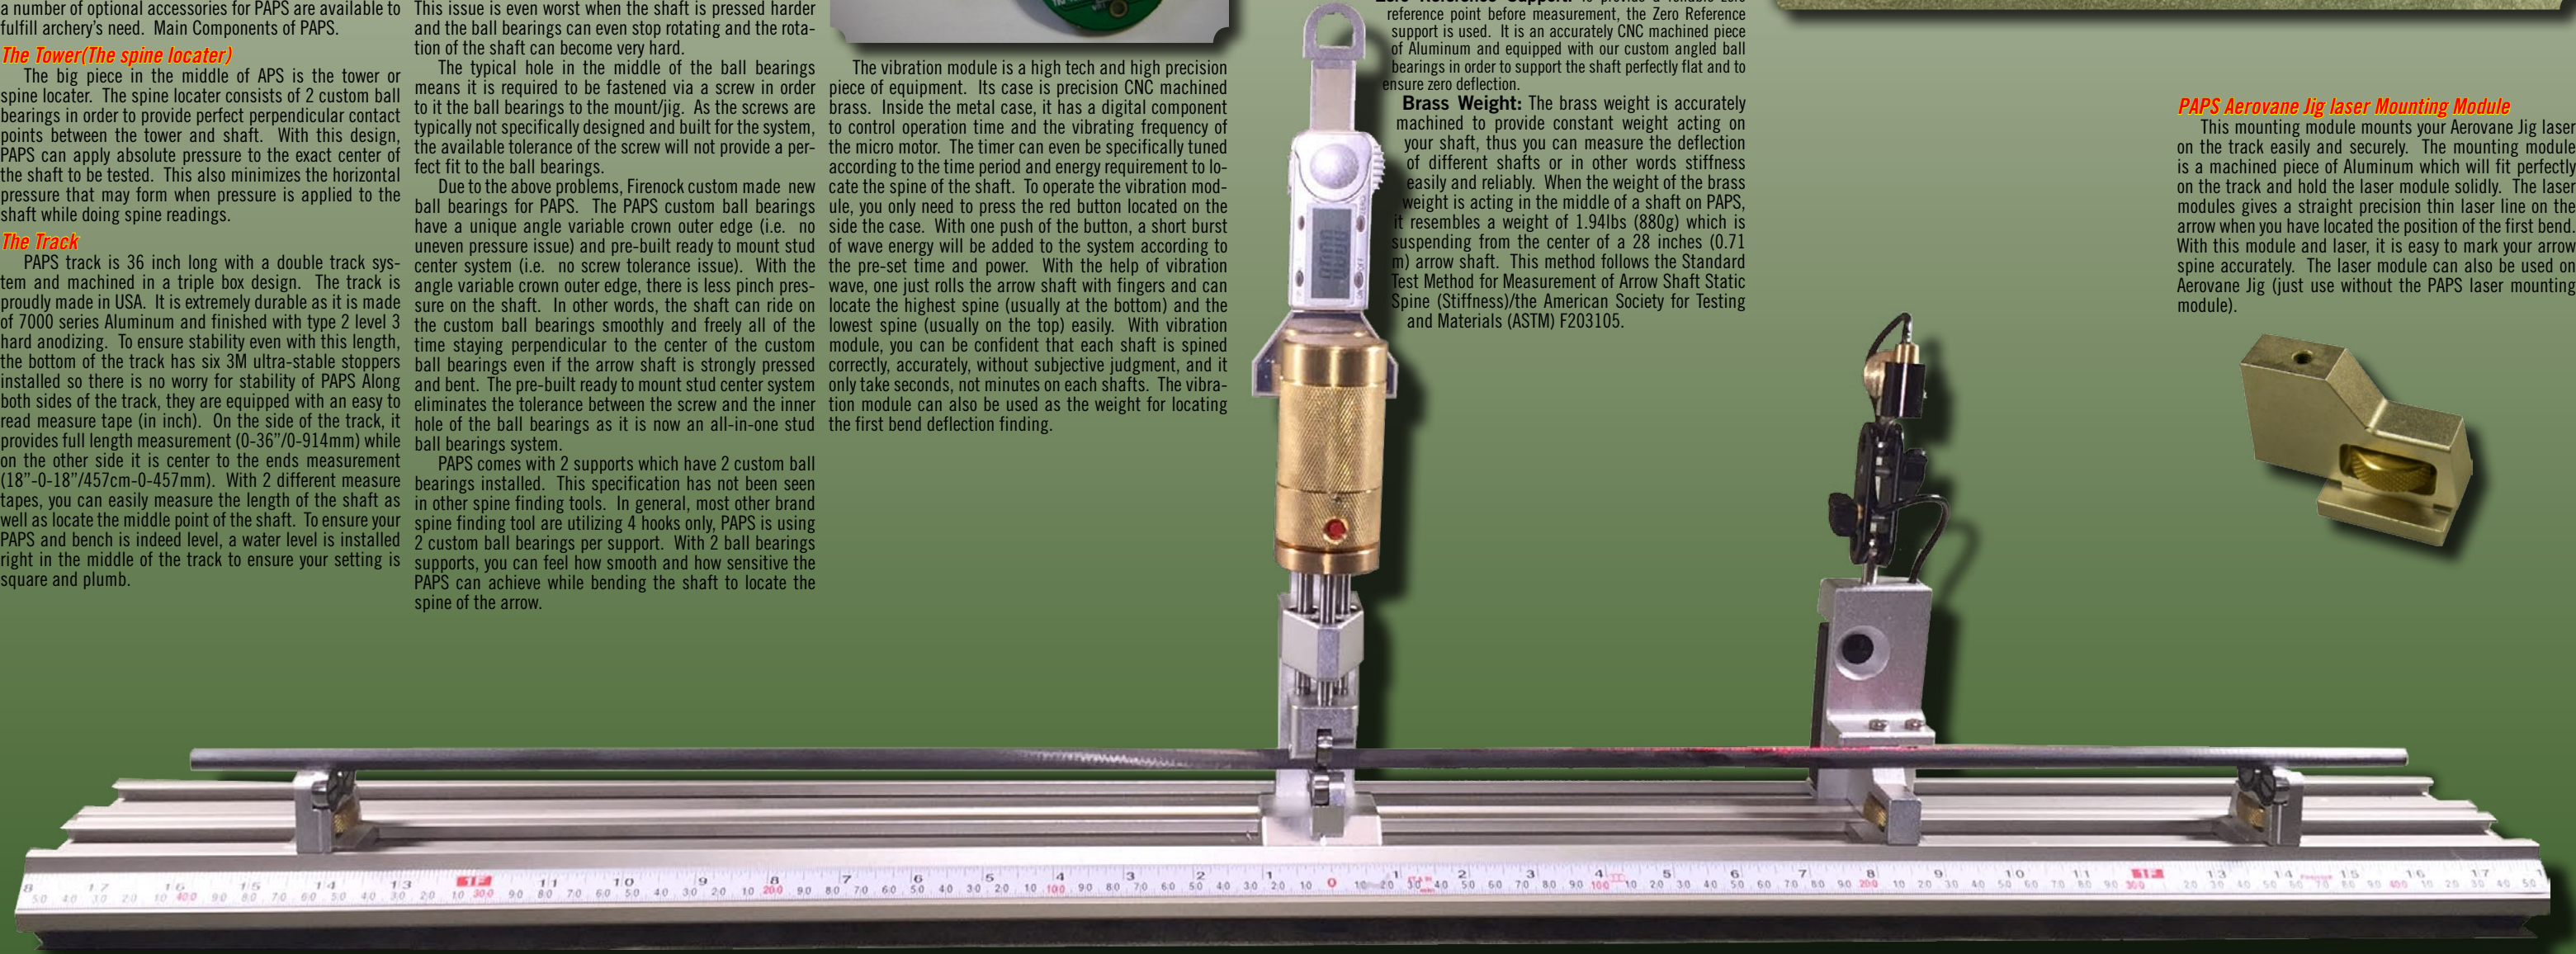 a number of optional accessories for PAPS are available to
fulfill archery's need. Main Components of PAPS.
The Tower(The spine locater)
The big piece in the middle of APS is the tower or
spine locater. The spine locater consists of 2 custom ball
bearings in order to provide perfect perpendicular contact
points between the tower and shaft. With this design,
PAPS can apply absolute pressure to the exact center of
the shaft to be tested. This also minimizes the horizontal
pressure that may form when pressure is applied to the
shaft while doing spine readings.
The Track
PAPS track is 36 inch long with a double track sys-
tem and machined in a triple box design. The track is
proudly made in USA. It is extremely durable as it is made
of 7000 series Aluminum and finished with type 2 level 3
hard anodizing. To ensure stability even with this length,
the bottom of the track has six 3M ultra-stable stoppers
installed so there is no worry for stability of PAPS Along
both sides of the track, they are equipped with an easy to
read measure tape (in inch). On the side of the track, it
provides full length measurement (0-36"/0-914mm) while
on the other side it is center to the ends measurement
(18"-0-18"/457cm-0-457mm). With 2 different measure
tapes, you can easily measure the length of the shaft as
well as locate the middle point of the shaft. To ensure your
PAPS and bench is indeed level, a water level is installed
right in the middle of the track to ensure your setting is
square and plumb.
This issue is even worst when the shaft is pressed harder
and the ball bearings can even stop rotating and the rota-
tion of the shaft can become very hard.
The typical hole in the middle of the ball bearings
means it is required to be fastened via a screw in order
to it the ball bearings to the mount/jig. As the screws are
typically not specifically designed and built for the system,
the available tolerance of the screw will not provide a per-
fect fit to the ball bearings.
Due to the above problems, Firenock custom made new
ball bearings for PAPS. The PAPS custom ball bearings
have a unique angle variable crown outer edge (i.e. no
uneven pressure issue) and pre-built ready to mount stud
center system (i.e. no screw tolerance issue). With the
angle variable crown outer edge, there is less pinch pres-
sure on the shaft. In other words, the shaft can ride on
the custom ball bearings smoothly and freely all of the
time staying perpendicular to the center of the custom
ball bearings even if the arrow shaft is strongly pressed
and bent. The pre-built ready to mount stud center system
eliminates the tolerance between the screw and the inner
hole of the ball bearings as it is now an all-in-one stud
ball bearings system.
PAPS comes with 2 supports which have 2 custom ball
bearings installed. This specification has not been seen
in other spine finding tools. In general, most other brand
spine finding tool are utilizing 4 hooks only, PAPS is using
2 custom ball bearings per support. With 2 ball bearings
supports, you can feel how smooth and how sensitive the
PAPS can achieve while bending the shaft to locate the
spine of the arrow.
The vibration module is a high tech and high precision
piece of equipment. Its case is precision CNC machined
brass. Inside the metal case, it has a digital component
to control operation time and the vibrating frequency of
the micro motor. The timer can even be specifically tuned
according to the time period and energy requirement to lo-
cate the spine of the shaft. To operate the vibration mod-
ule, you only need to press the red button located on the
side the case. With one push of the button, a short burst
of wave energy will be added to the system according to
the pre-set time and power. With the help of vibration
wave, one just rolls the arrow shaft with fingers and can
locate the highest spine (usually at the bottom) and the
lowest spine (usually on the top) easily. With vibration
module, you can be confident that each shaft is spined
correctly, accurately, without subjective judgment, and it
only take seconds, not minutes on each shafts. The vibra-
tion module can also be used as the weight for locating
the first bend deflection finding.
reference point before measurement, the Zero Reference
support is used. It is an accurately CNC machined piece
of Aluminum and equipped with our custom angled ball
bearings in order to support the shaft perfectly flat and to
ensure zero deflection.
Brass Weight: The brass weight is accurately
machined to provide constant weight acting on
your shaft, thus you can measure the deflection
of different shafts or in other words stiffness
easily and reliably. When the weight of the brass
weight is acting in the middle of a shaft on PAPS,
it resembles a weight of 1.94lbs (880g) which is
suspending from the center of a 28 inches (0.71
m) arrow shaft. This method follows the Standard
Test Method for Measurement of Arrow Shaft Static
Spine (Stiffness)/the American Society for Testing
and Materials (ASTM) F203105.
PAPS Aerovane Jig laser Mounting Module
This mounting module mounts your Aerovane Jig laser
on the track easily and securely. The mounting module
is a machined piece of Aluminum which will fit perfectly
on the track and hold the laser module solidly. The laser
modules gives a straight precision thin laser line on the
arrow when you have located the position of the first bend.
With this module and laser, it is easy to mark your arrow
spine accurately. The laser module can also be used on
Aerovane Jig (just use without the PAPS laser mounting
module).